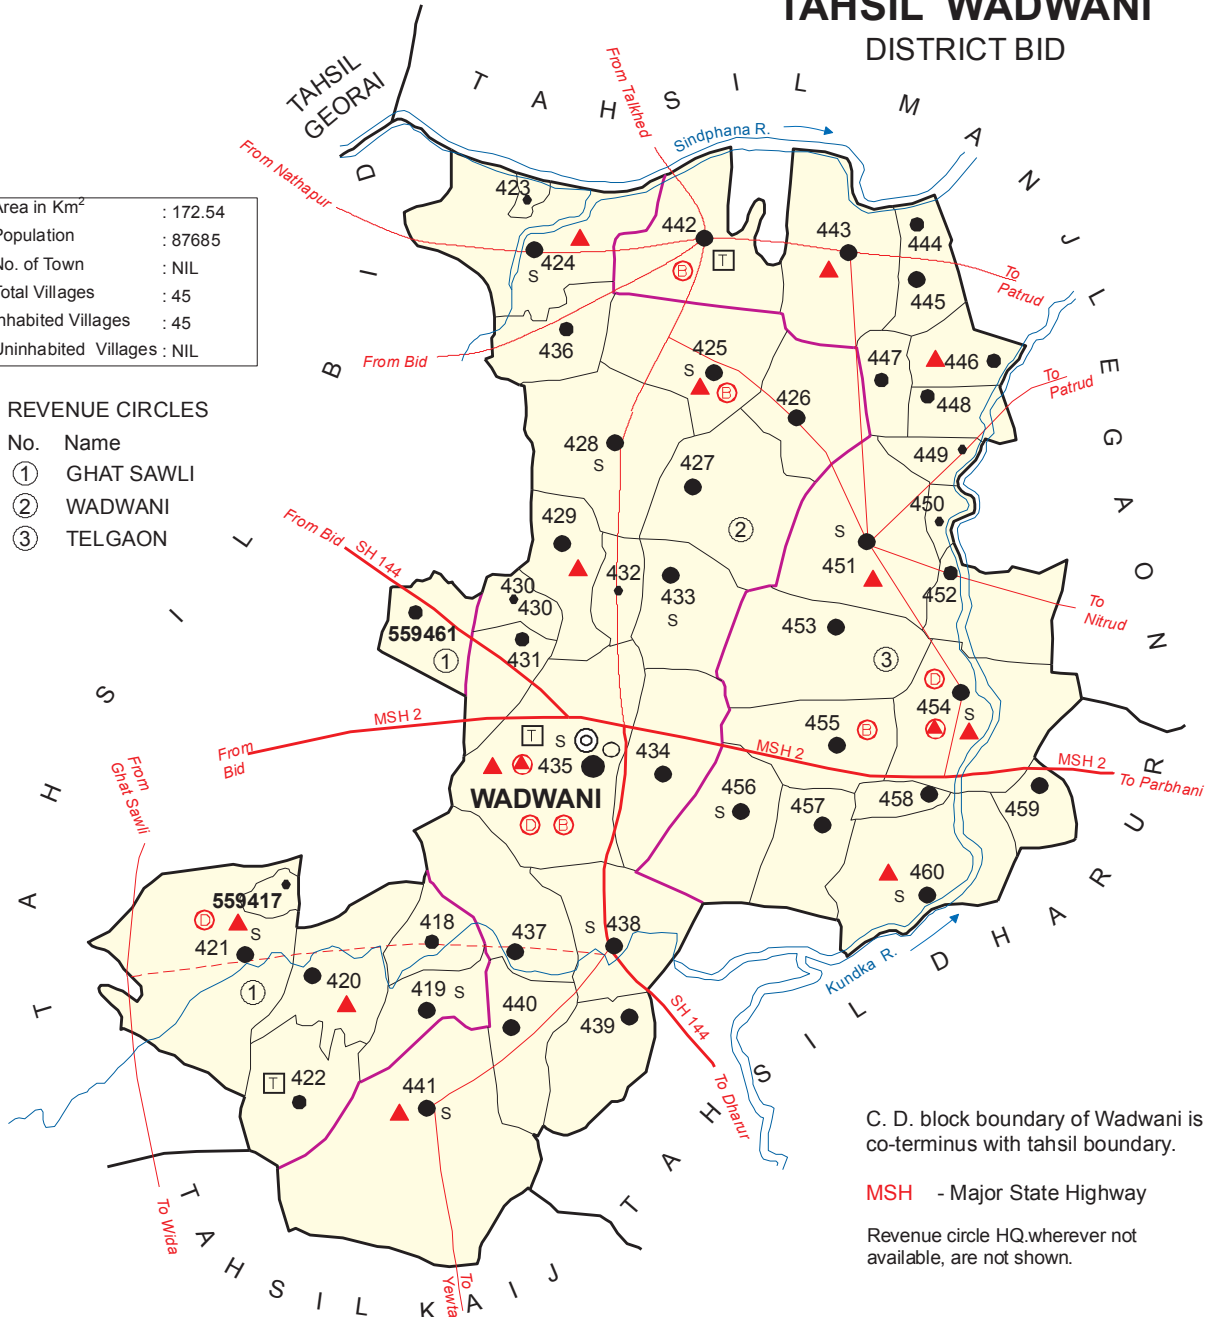 TAHSIL WADWANI
DISTRICT BID
TAHSIL
GEORAI
TAHSIL MANJLEGAON
From Talkhed
Sindphana R.
From Nathapur
Area in Km2 : 172.54
Population : 87685
No. of Town : NIL
Total Villages : 45
Inhabited Villages : 45
Uninhabited Villages : NIL
REVENUE CIRCLES
No. Name
1 GHAT SAWLI
2 WADWANI
3 TELGAON
TAHSIL BID
423
424
S
442
B
T
443
444
445
To
Patrud
436
From Bid
425
S
B
426
447
446
448
To
Patrud
428
S
427
449
2
450
From Bid
SH 144
429
S
451
430
430
432
433
S
452
To
Nitrud
559461
1
431
453
3
D
454
S
MSH 2
From
Bid
T
S
435
WADWANI
D B
434
455
B
MSH 2
MSH 2
To Parbhani
456
S
457
458
459
460
S
From
Ghat Sawli
559417
D
S
421
1
420
418
419
S
437
S
438
440
439
SH 144
To Dharur
T
422
441
S
Kundka R.
TAHSIL DHARUR
To Wida
To
Yewta
TAHSIL KAIJ
C. D. block boundary of Wadwani is
co-terminus with tahsil boundary.
MSH - Major State Highway
Revenue circle HQ.wherever not
available, are not shown.